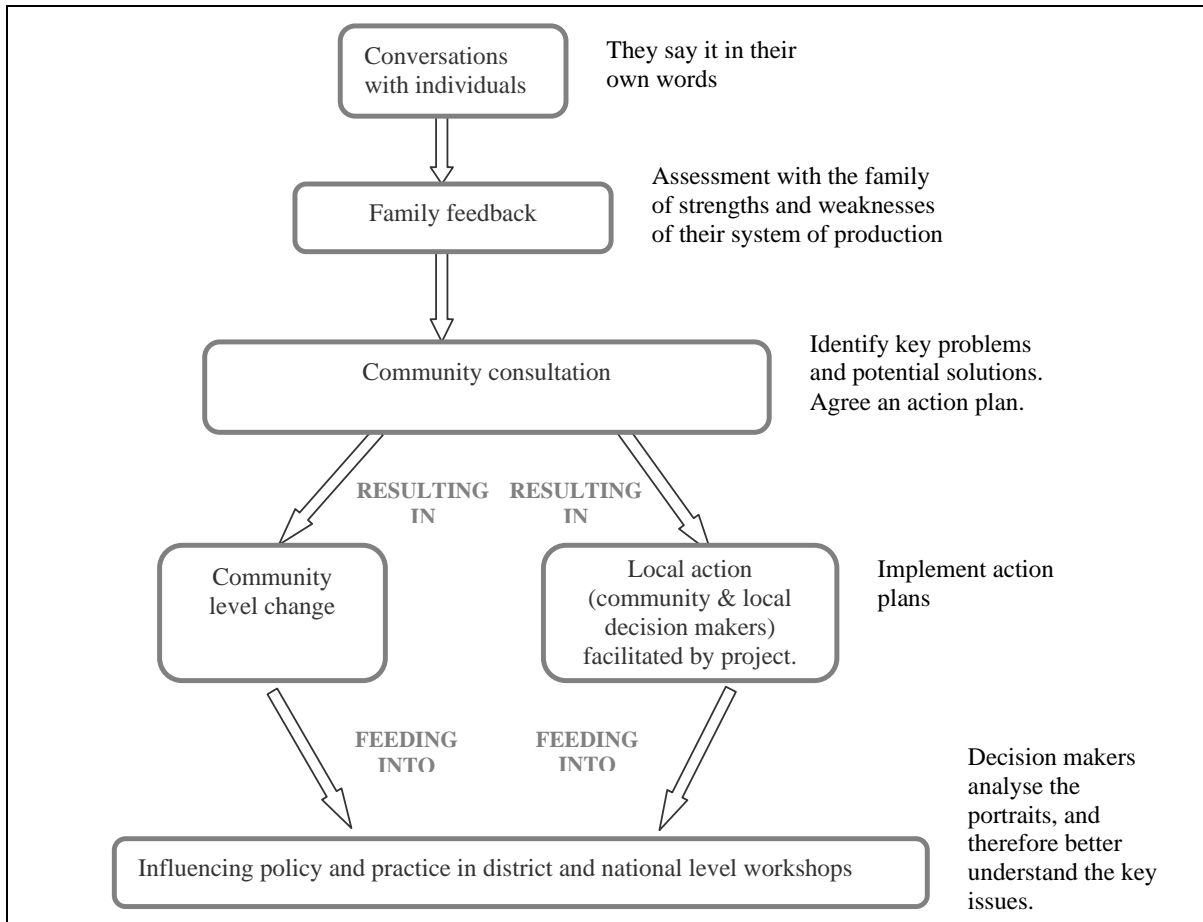 Conversations
with individuals
They say it in their
own words
Family feedback
Assessment with the family
of strengths and weaknesses
of their system of production
Community consultation
Identify key problems
and potential solutions.
Agree an action plan.
RESULTING
IN
RESULTING
IN
Community
level change
Local action
(community & local
decision makers)
facilitated by project.
Implement action
plans
FEEDING
INTO
FEEDING
INTO
Influencing policy and practice in district and national level workshops
Decision makers
analyse the
portraits, and
therefore better
understand the key
issues.